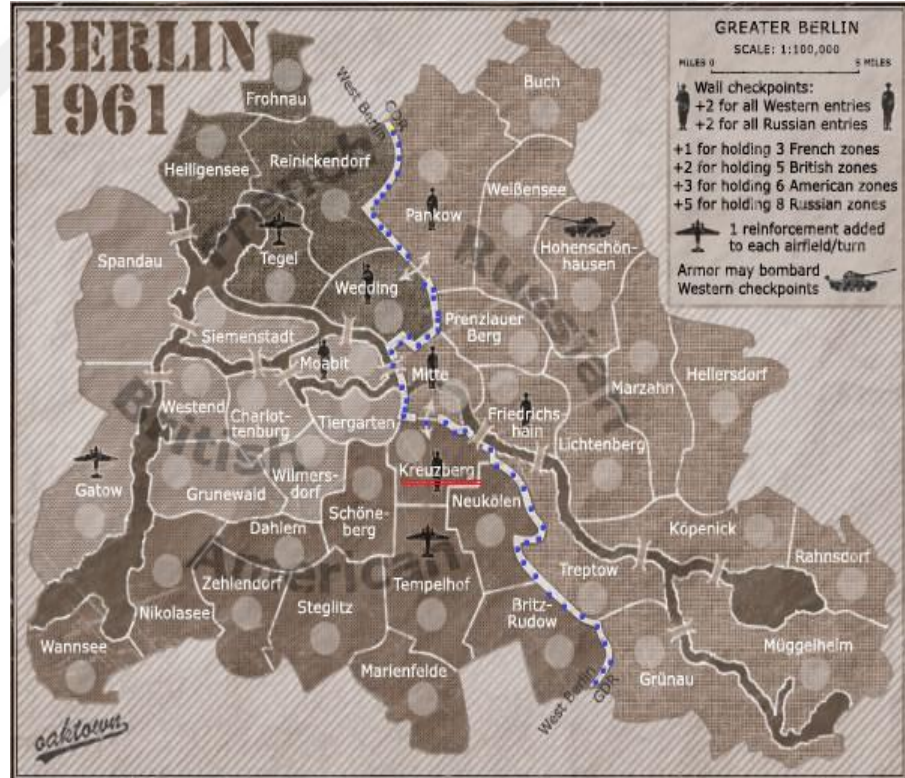 BERLIN
1961
GREATER BERLIN
SCALE: 1:100,000
MILES 0 5 MILES
Wall checkpoints:
+2 for all Western entries
+2 for all Russian entries
+1 for holding 3 French zones
+2 for holding 5 British zones
+3 for holding 6 American zones
+5 for holding 8 Russian zones
1 reinforcement added
to each airfield/turn
Armor may bombard
Western checkpoints
West Berlin
GDR
Frohnau
Buch
Heiligensee
Reinickendorf
French
Weißensee
Pankow
Hohenschön-
hausen
Spandau
Tegel
Russian
Wedding
Siemenstadt
Prenzlauer
Berg
Moabit
Mitte
Marzahn
Hellersdorf
Westend
Charlot-
tenburg
Tiergarten
Friedrichs-
hain
Lichtenberg
British
Gatow
Grunewald
Wilmers-
dorf
Kreuzberg
Neukölen
Schöne-
berg
Dahlem
American
Köpenick
Rahnsdorf
Zehlendorf
Tempelhof
Treptow
Nikolasee
Steglitz
Britz-
Rudow
Wannsee
Müggelheim
Marienfelde
Grünau
West Berlin
GDR
oaktown